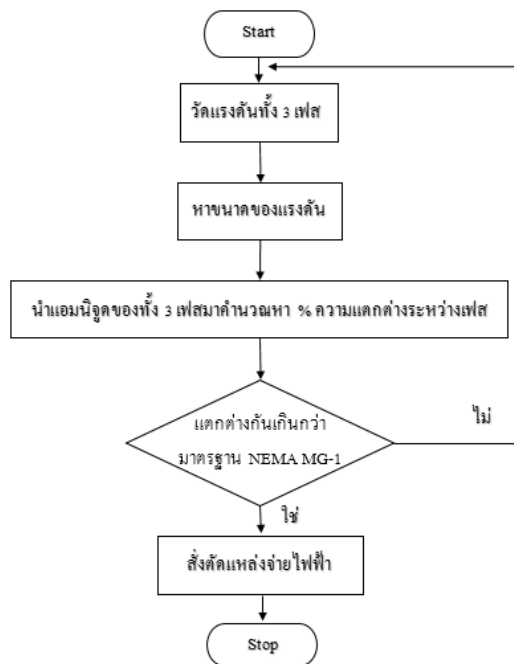 Start
วัดแรงดันทั้ง 3 เฟส
หาขนาดของแรงดัน
นำแอมนิจูดของทั้ง 3 เฟสมาคำนวณหา % ความแตกต่างระหว่างเฟส
แตกต่างกันเกินกว่า
มาตรฐาน NEMA MG-1
ไม่
ใช่
สั่งตัดแหล่งจ่ายไฟฟ้า
Stop